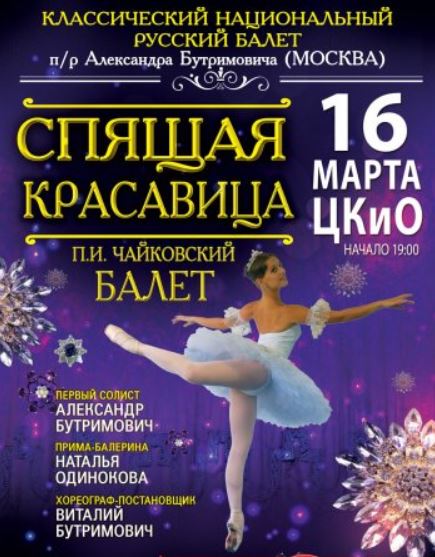 КЛАССИЧЕСКИЙ НАЦИОНАЛЬНЫЙ
РУССКИЙ БАЛЕТ
п/р Александра Бутримовича (МОСКВА)
СПЯЩАЯ
КРАСАВИЦА
П.И. ЧАЙКОВСКИЙ
БАЛЕТ
16
МАРТА
ЦКиО
НАЧАЛО 19:00
ПЕРВЫЙ СОЛИСТ
АЛЕКСАНДР
БУТРИМОВИЧ
ПРИМА-БАЛЕРИНА
НАТАЛЬЯ
ОДИНОКОВА
ХОРЕОГРАФ-ПОСТАНОВЩИК
ВИТАЛИЙ
БУТРИМОВИЧ